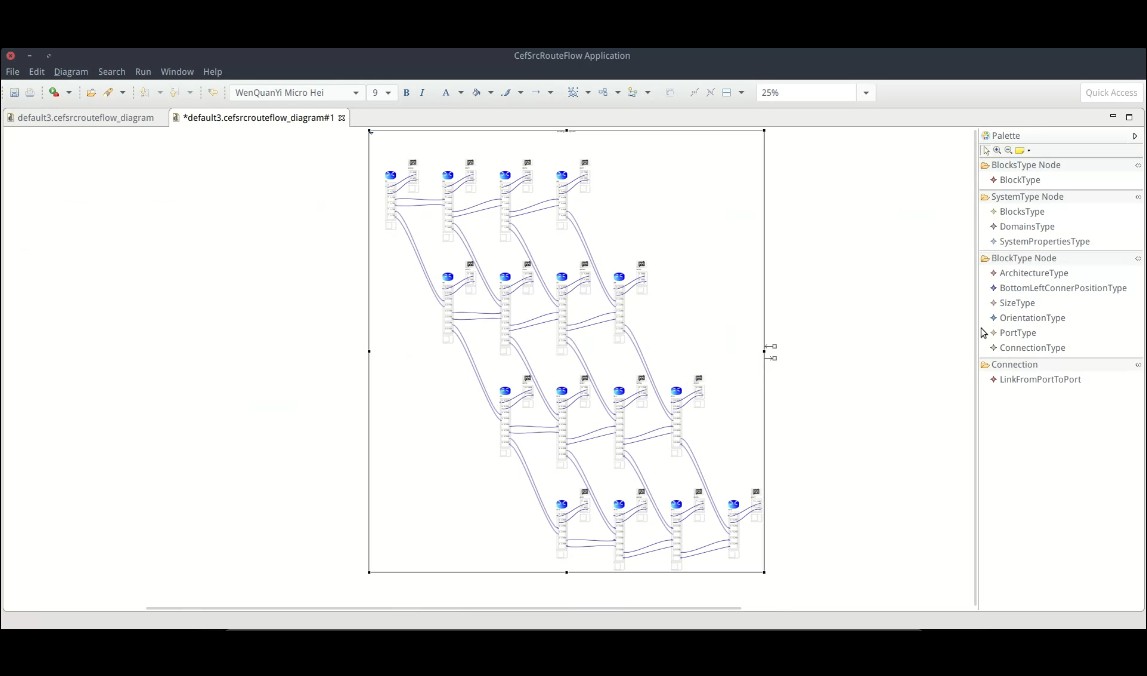 CefSrcRouteFlow Application
File Edit Diagram Search Run Window Help
WenQuanYi Micro Hei 9 B I A 25% Quick Access
default3.cefsrcrouteflow_diagram *default3.cefsrcrouteflow_diagram#1
Palette
BlocksType Node
BlockType
SystemType Node
BlocksType
DomainsType
SystemPropertiesType
BlockType Node
ArchitectureType
BottomLeftConnerPositionType
SizeType
OrientationType
PortType
ConnectionType
Connection
LinkFromPortToPort